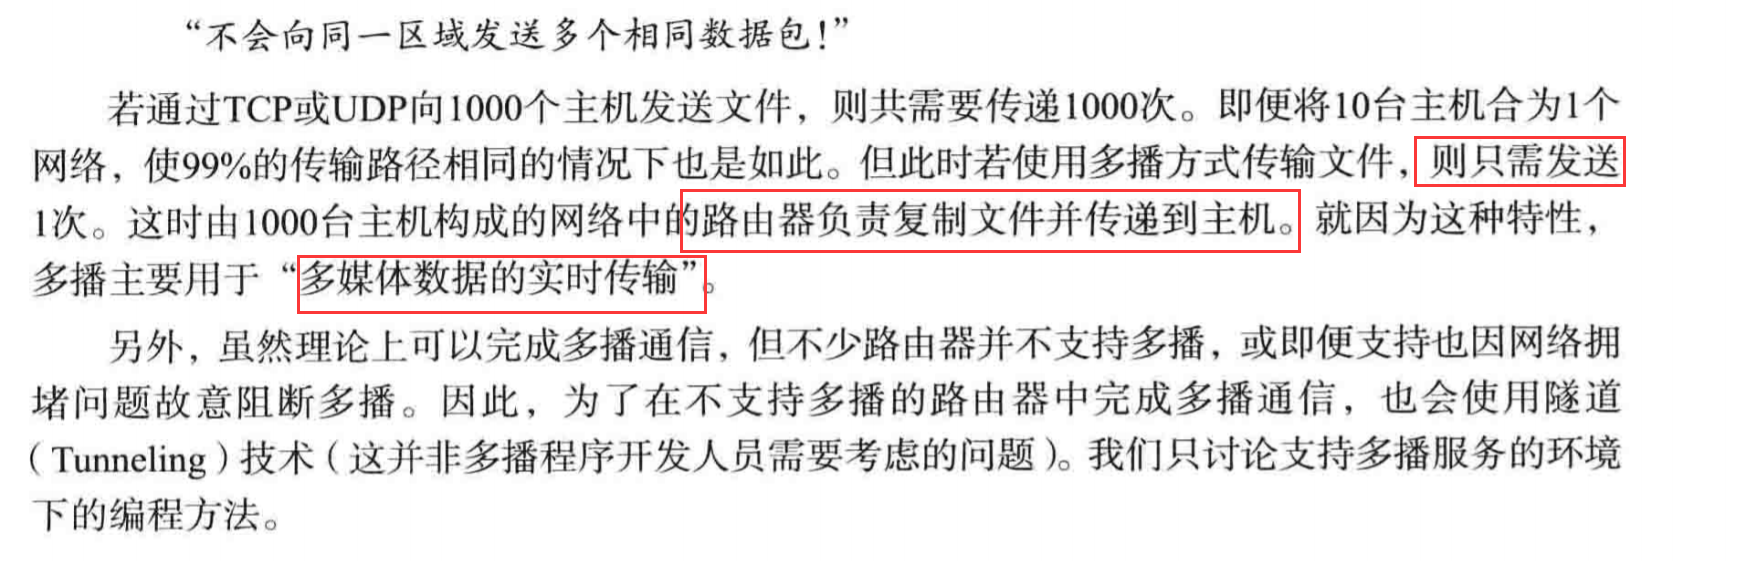 “不会向同一区域发送多个相同数据包！”
若通过TCP或UDP向1000个主机发送文件，则共需要传递1000次。即便将10台主机合为1个
网络，使99%的传输路径相同的情况下也是如此。但此时若使用多播方式传输文件，则只需发送
1次。这时由1000台主机构成的网络中的路由器负责复制文件并传递到主机。就因为这种特性，
多播主要用于“多媒体数据的实时传输”。
另外，虽然理论上可以完成多播通信，但不少路由器并不支持多播，或即便支持也因网络拥
堵问题故意阻断多播。因此，为了在不支持多播的路由器中完成多播通信，也会使用隧道
（Tunneling）技术（这并非多播程序开发人员需要考虑的问题）。我们只讨论支持多播服务的环境
下的编程方法。